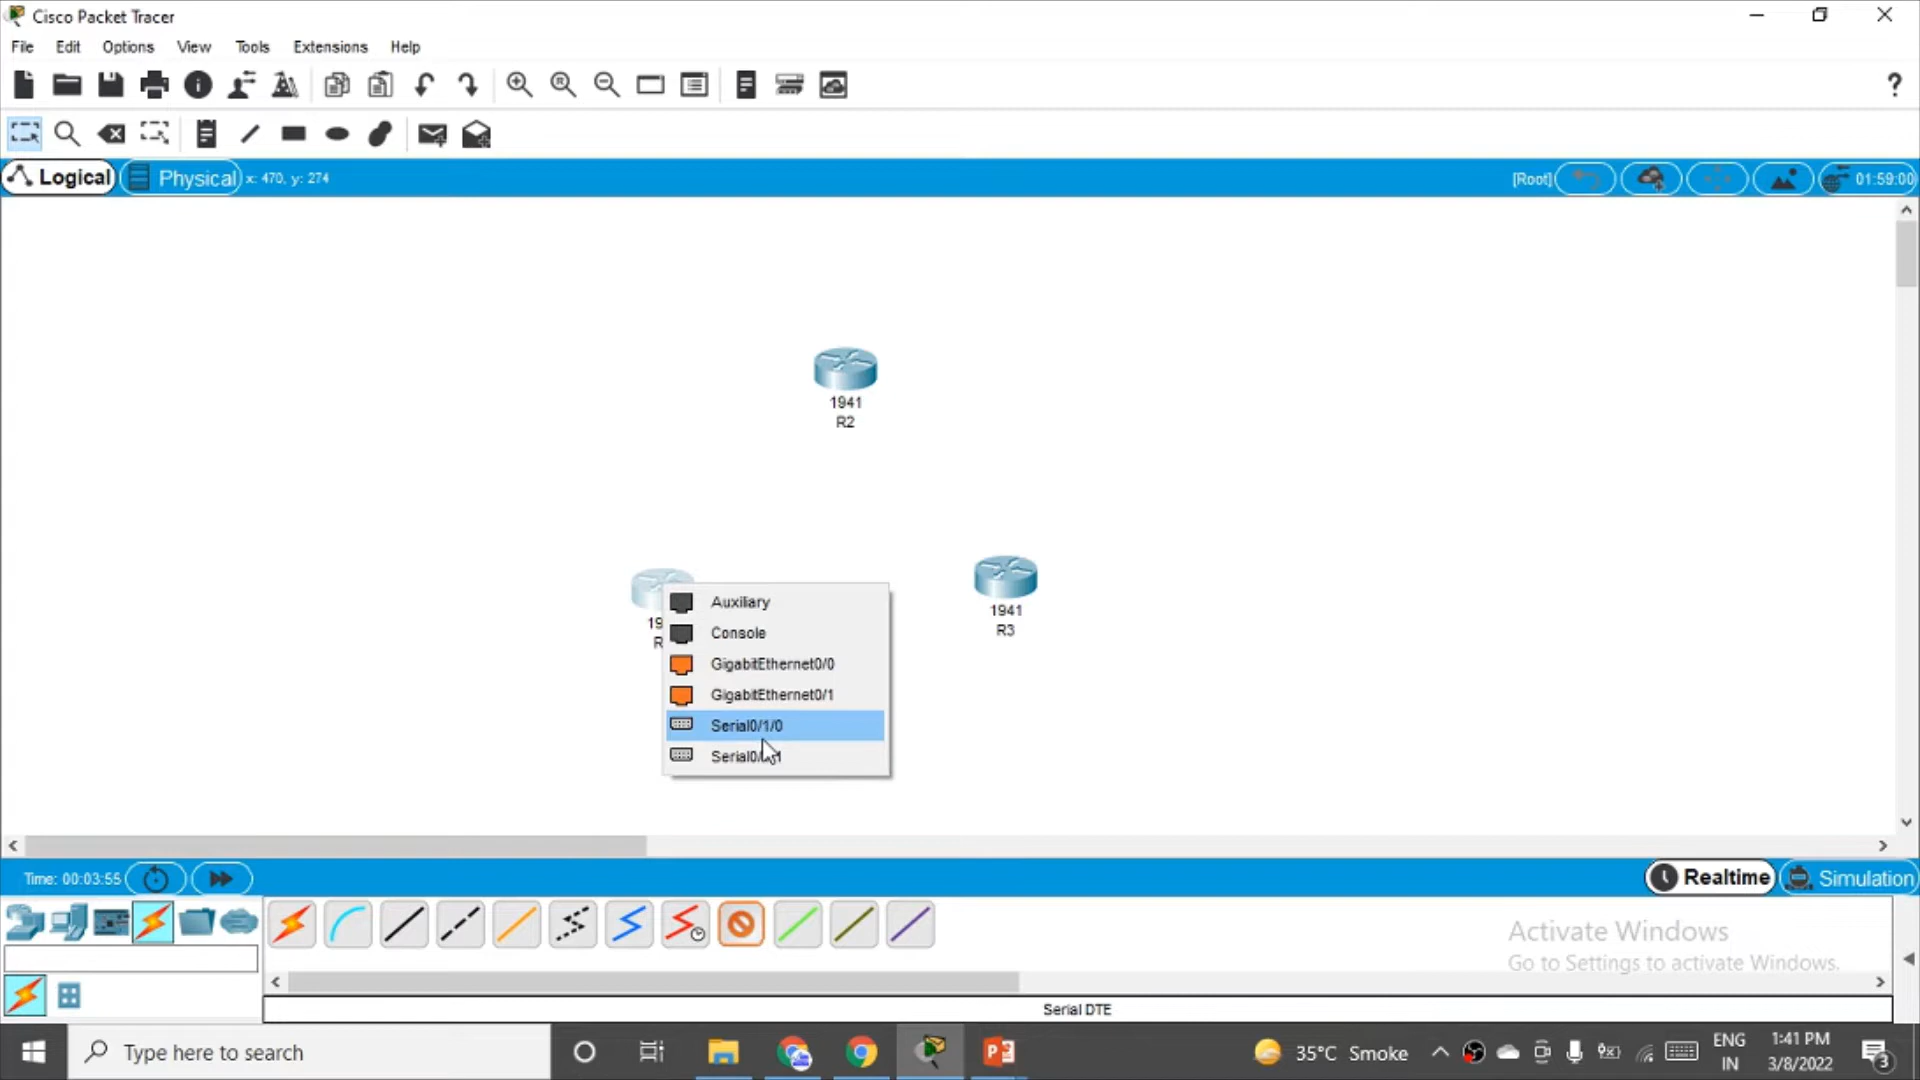 Cisco Packet Tracer
File Edit Options View Tools Extensions Help
?
Logical Physical x: 470, y: 274 [Root] 01:59:00
1941
R2
Auxiliary
Console
GigabitEthernet0/0
GigabitEthernet0/1
Serial0/1/0
Serial0/
19
R
1941
R3
Time: 00:03:55 Realtime Simulation
Activate Windows
Go to Settings to activate Windows.
Serial DTE
Type here to search
35°C Smoke
ENG
IN
1:41 PM
3/8/2022
3